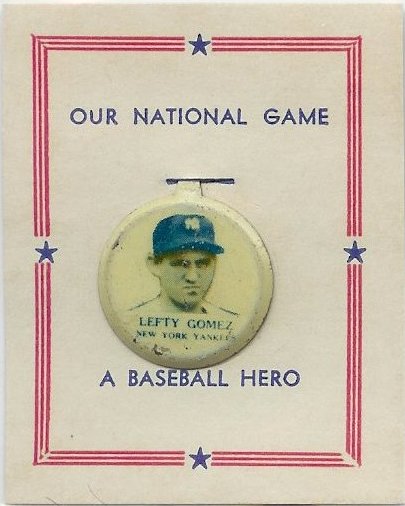 OUR NATIONAL GAME
LEFTY GOMEZ
NEW YORK YANKEES
A BASEBALL HERO